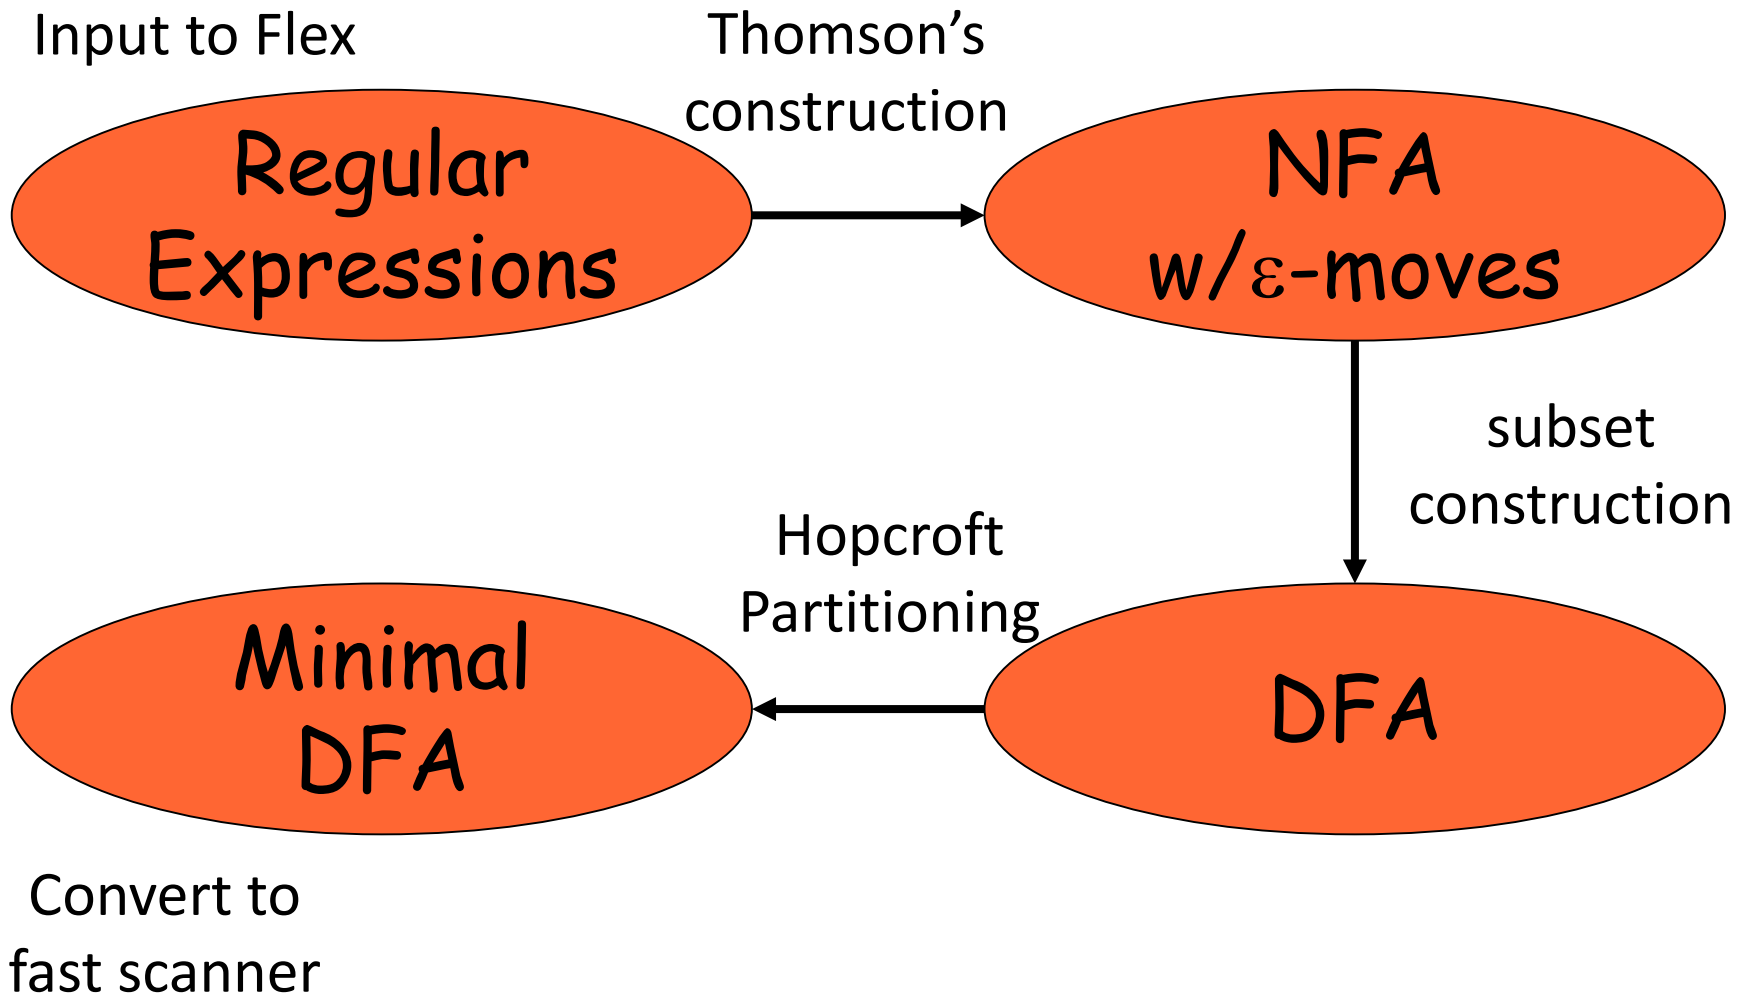 Input to Flex
Thomson’s
construction
Regular
Expressions
NFA
w/ε-moves
subset
construction
Hopcroft
Partitioning
Minimal
DFA
DFA
Convert to
fast scanner